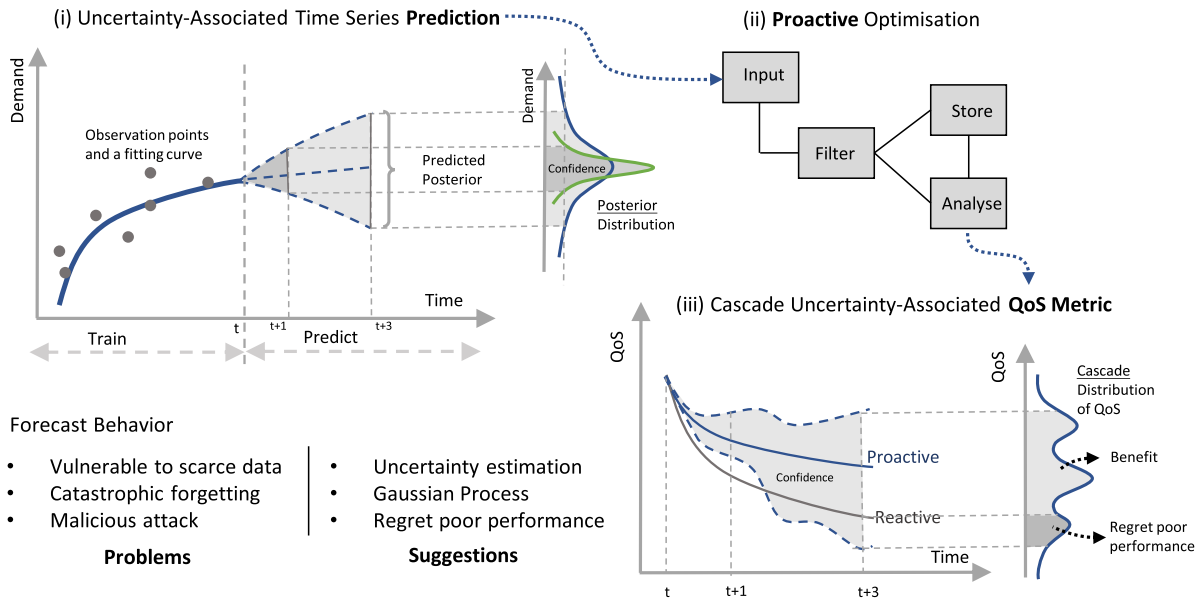 (i) Uncertainty-Associated Time Series Prediction
Demand
Observation points
and a fitting curve
Predicted
Posterior
Time
t
t+1
t+3
Train
Predict
Demand
Confidence
Posterior
Distribution
(ii) Proactive Optimisation
Input
Filter
Store
Analyse
(iii) Cascade Uncertainty-Associated QoS Metric
QoS
Proactive
Confidence
Reactive
Time
t
t+1
t+3
QoS
Cascade
Distribution
of QoS
Benefit
Regret poor
performance
Forecast Behavior
• Vulnerable to scarce data
• Catastrophic forgetting
• Malicious attack
Problems
• Uncertainty estimation
• Gaussian Process
• Regret poor performance
Suggestions